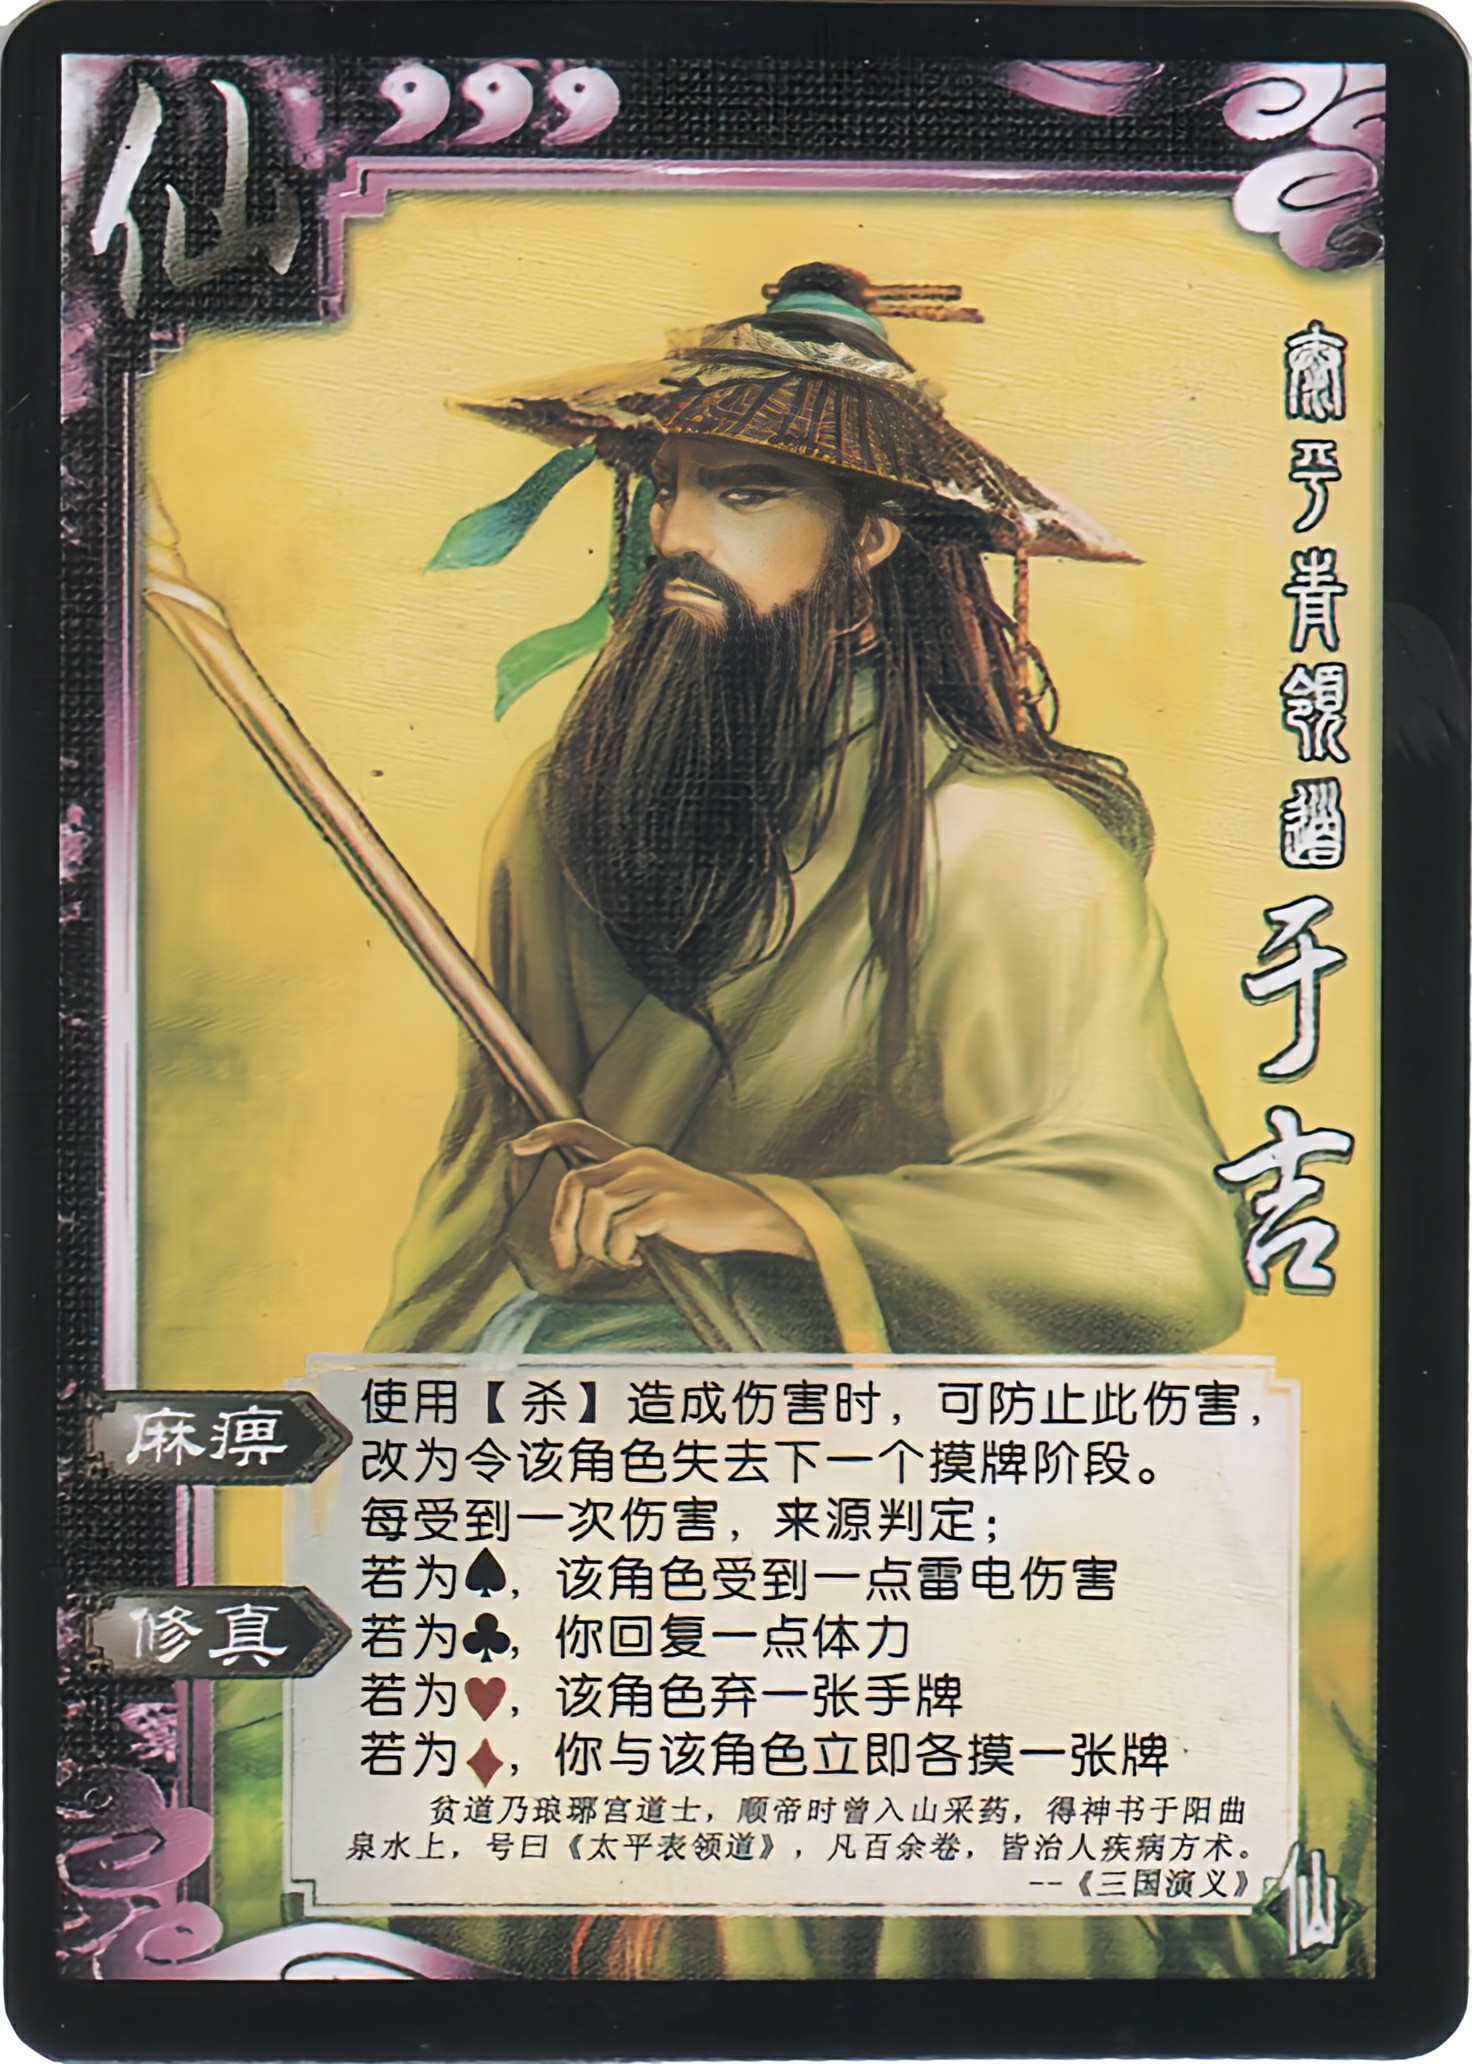 仙
泰平青領道
于吉
麻痹
使用【杀】造成伤害时，可防止此伤害，
改为令该角色失去下一个摸牌阶段。
修真
每受到一次伤害，来源判定；
若为♠，该角色受到一点雷电伤害
若为♣，你回复一点体力
若为♥，该角色弃一张手牌
若为♦，你与该角色立即各摸一张牌
贫道乃琅琊宫道士，顺帝时曾入山采药，得神书于阳曲
泉水上，号曰《太平表领道》，凡百余卷，皆治人疾病方术。
--《三国演义》
仙